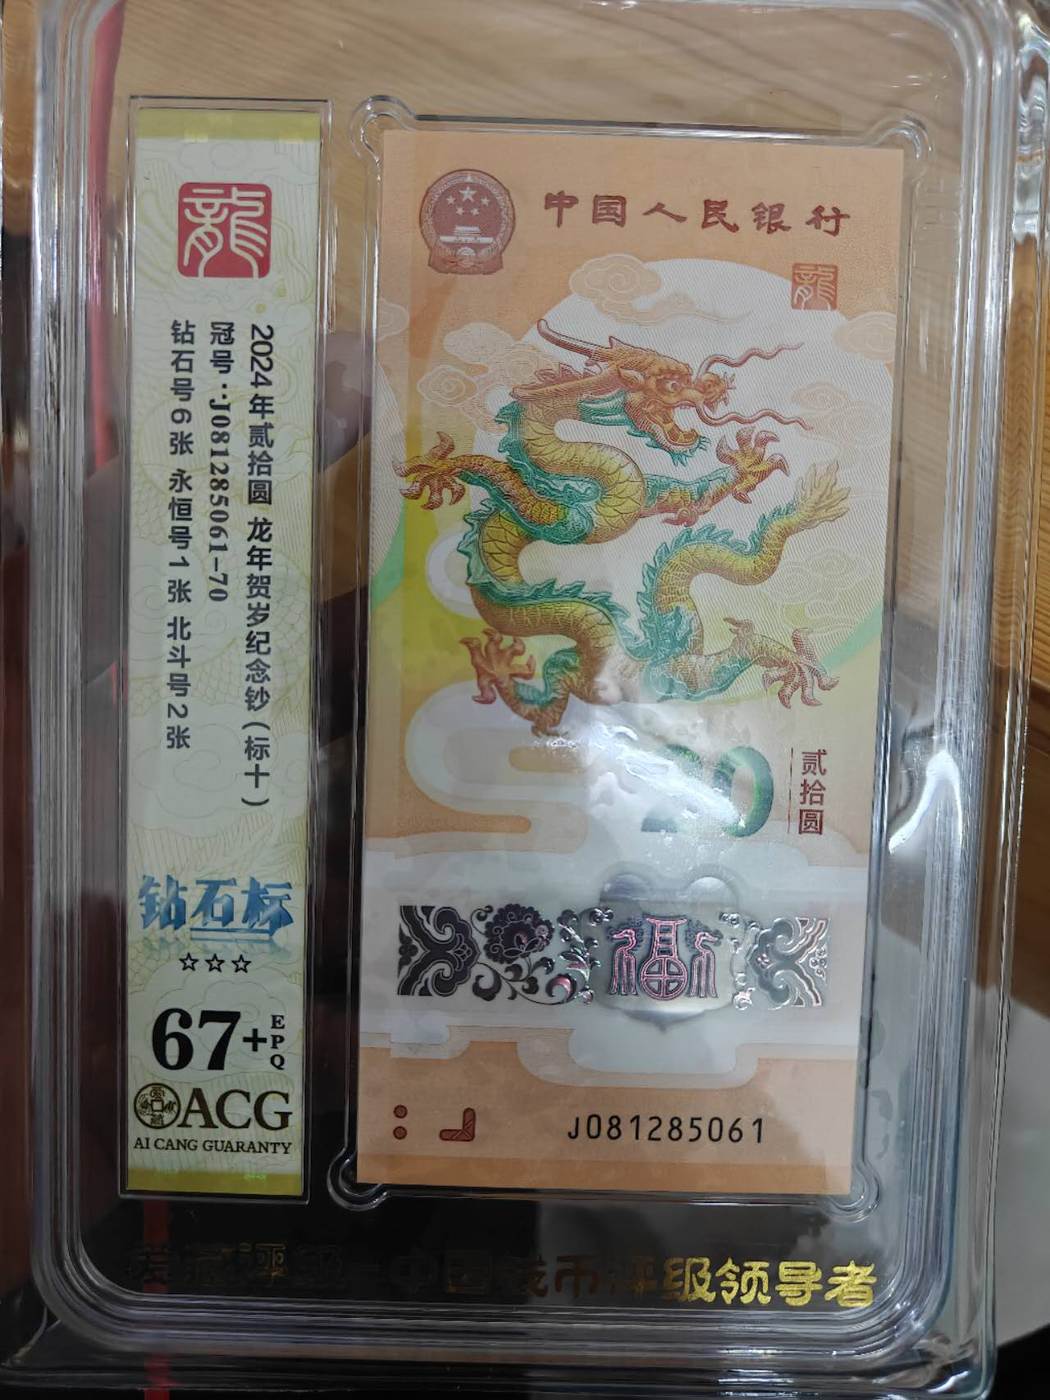 龍
2024年贰拾圆 龙年贺岁纪念钞(标十)
冠号:J081285061-70
钻石号6张 永恒号1张 北斗号2张
钻石标
☆☆☆
67+EPQ
ACG
AI CANG GUARANTY
中国人民银行
龍
20
贰拾圆
福
J081285061
中国钱币评级领导者